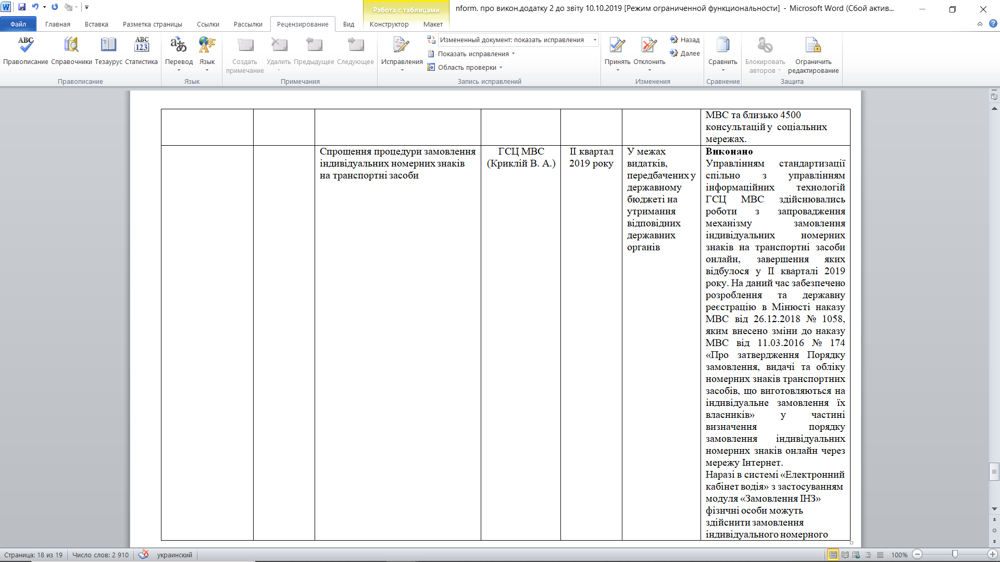 Работа с таблицами
nform. про викон.додатку 2 до звіту 10.10.2019 [Режим ограниченной функциональности] - Microsoft Word (Сбой актив...
Файл Главная Вставка Разметка страницы Ссылки Рассылки Рецензирование Вид Конструктор Макет
ABC ABC
123
Правописание Справочники Тезаурус Статистика
Правописание
Перевод Язык
Язык
Создать примечание
Удалить
Предыдущее
Следующее
Примечания
Исправления
Измененный документ: показать исправления
Показать исправления
Область проверки
Запись исправлений
Принять
Отклонить
Назад
Далее
Изменения
Сравнить
Сравнение
Блокировать авторов
Ограничить редактирование
Защита
МВС та близько 4500
консультацій у соціальних
мережах.
Спрощення процедури замовлення
індивідуальних номерних знаків
на транспортні засоби
ГСЦ МВС
(Криклій В. А.)
ІІ квартал
2019 року
У межах
видатків,
передбачених у
державному
бюджеті на
утримання
відповідних
державних
органів
Виконано
Управлінням стандартизації
спільно з управлінням
інформаційних технологій
ГСЦ МВС здійснювались
роботи з запровадження
механізму замовлення
індивідуальних номерних
знаків на транспортні засоби
онлайн, завершення яких
відбулося у ІІ кварталі 2019
року. На даний час забезпечено
розроблення та державну
реєстрацію в Мінюсті наказу
МВС від 26.12.2018 № 1058,
яким внесено зміни до наказу
МВС від 11.03.2016 № 174
«Про затвердження Порядку
замовлення, видачі та обліку
номерних знаків транспортних
засобів, що виготовляються на
індивідуальне замовлення їх
власників» у частині
визначення порядку
замовлення індивідуальних
номерних знаків онлайн через
мережу Інтернет.
Наразі в системі «Електронний
кабінет водія» з застосуванням
модуля «Замовлення ІНЗ»
фізичні особи можуть
здійснити замовлення
індивідуального номерного
Страница: 18 из 19 Число слов: 2 910 украинский 100%